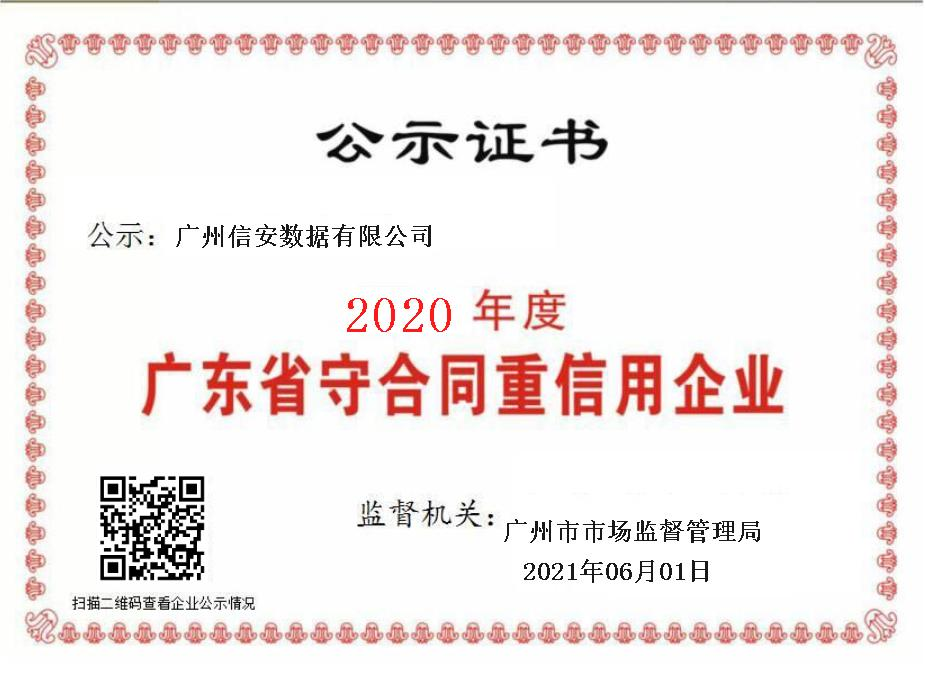 公示证书
公示：广州信安数据有限公司
2020 年度
广东省守合同重信用企业
监督机关：
广州市市场监督管理局
2021年06月01日
扫描二维码查看企业公示情况